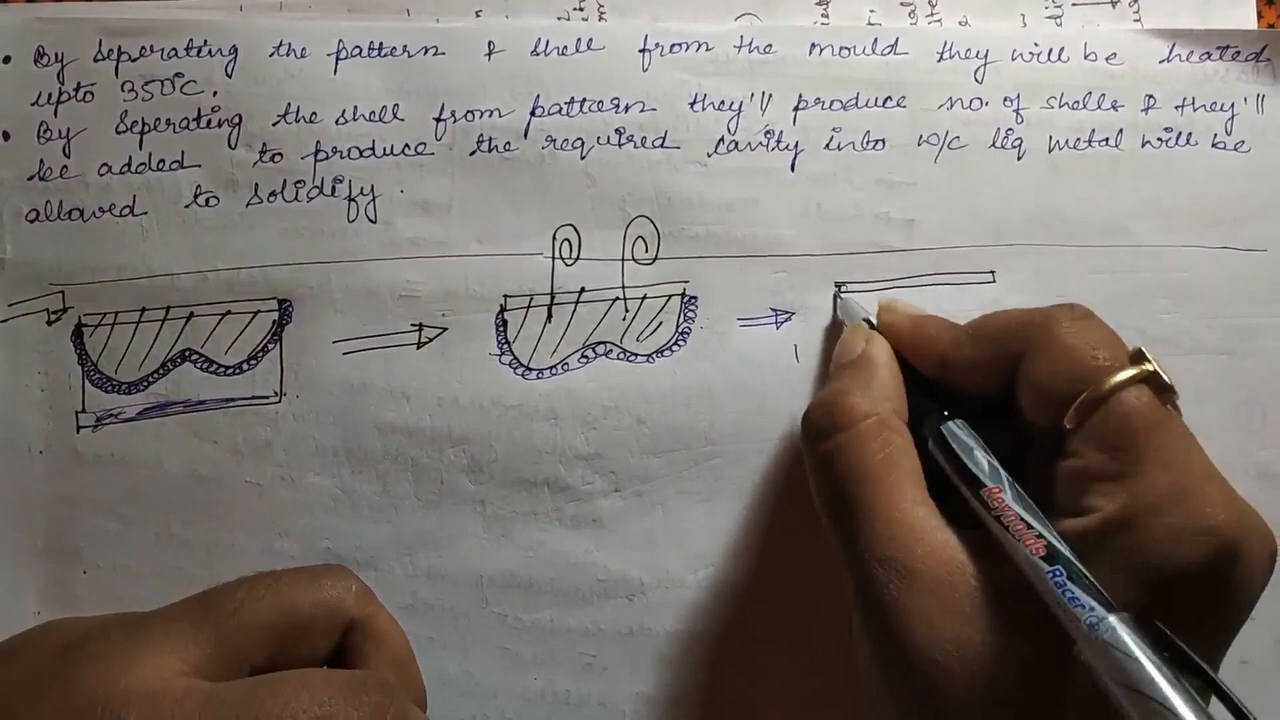 • By seperating the pattern & shell from the mould they will be heated
upto 350°C.
• By seperating the shell from pattern they'll produce no. of shells & they'll
be added to produce the required cavity into w/c liq metal will be
allowed to solidify.
Reynolds Racer